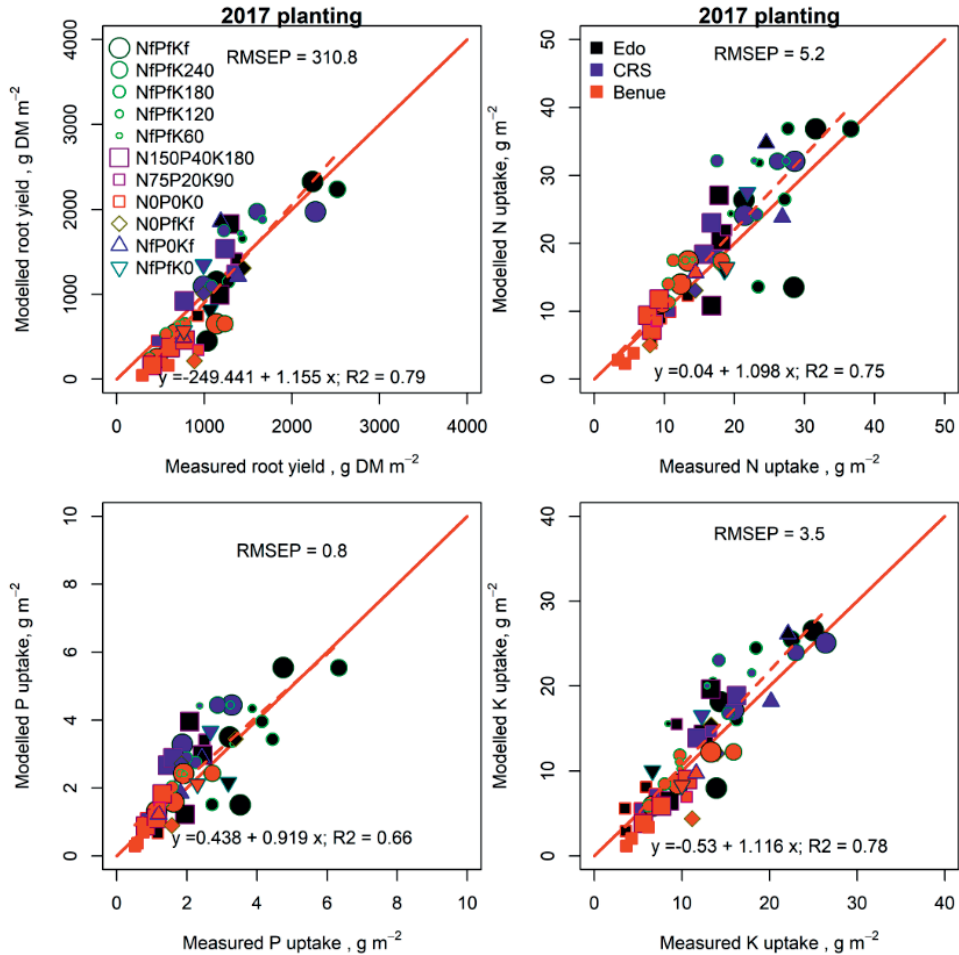 2017 planting
4000
3000
2000
1000
0
Modelled root yield, g DM m−2
RMSEP = 310.8
NfPfKf
NfPfK240
NfPfK180
NfPfK120
NfPfK60
N150P40K180
N75P20K90
N0P0K0
N0PfKf
NfP0Kf
NfPfK0
y =-249.441 + 1.155 x; R2 = 0.79
0 1000 2000 3000 4000
Measured root yield , g DM m−2
2017 planting
50
40
30
20
10
0
Modelled N uptake, g m−2
RMSEP = 5.2
Edo
CRS
Benue
y =0.04 + 1.098 x; R2 = 0.75
0 10 20 30 40 50
Measured N uptake , g m−2
10
8
6
4
2
0
Modelled P uptake, g m−2
RMSEP = 0.8
y =0.438 + 0.919 x; R2 = 0.66
0 2 4 6 8 10
Measured P uptake , g m−2
40
30
20
10
0
Modelled K uptake, g m−2
RMSEP = 3.5
y =-0.53 + 1.116 x; R2 = 0.78
0 10 20 30 40
Measured K uptake , g m−2